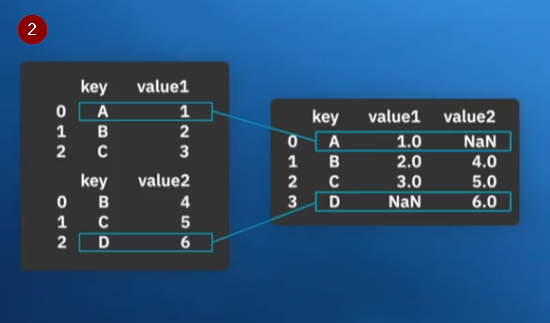 2
key value1
0 A 1
1 B 2
2 C 3
key value2
0 B 4
1 C 5
2 D 6
key value1 value2
0 A 1.0 NaN
1 B 2.0 4.0
2 C 3.0 5.0
3 D NaN 6.0